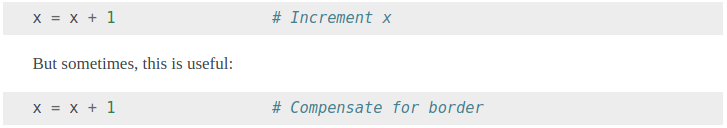 x = x + 1                 # Increment x
But sometimes, this is useful:
x = x + 1                 # Compensate for border